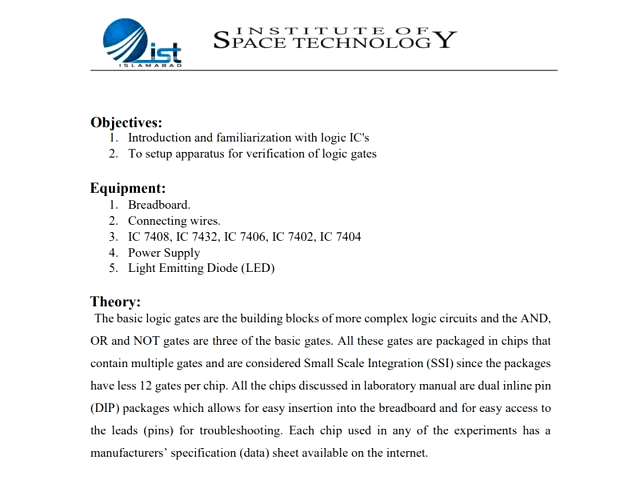 ist
ISLAMABAD
INSTITUTE OF
SPACE TECHNOLOGY
Objectives:
1. Introduction and familiarization with logic IC's
2. To setup apparatus for verification of logic gates
Equipment:
1. Breadboard.
2. Connecting wires.
3. IC 7408, IC 7432, IC 7406, IC 7402, IC 7404
4. Power Supply
5. Light Emitting Diode (LED)
Theory:
The basic logic gates are the building blocks of more complex logic circuits and the AND,
OR and NOT gates are three of the basic gates. All these gates are packaged in chips that
contain multiple gates and are considered Small Scale Integration (SSI) since the packages
have less 12 gates per chip. All the chips discussed in laboratory manual are dual inline pin
(DIP) packages which allows for easy insertion into the breadboard and for easy access to
the leads (pins) for troubleshooting. Each chip used in any of the experiments has a
manufacturers’ specification (data) sheet available on the internet.